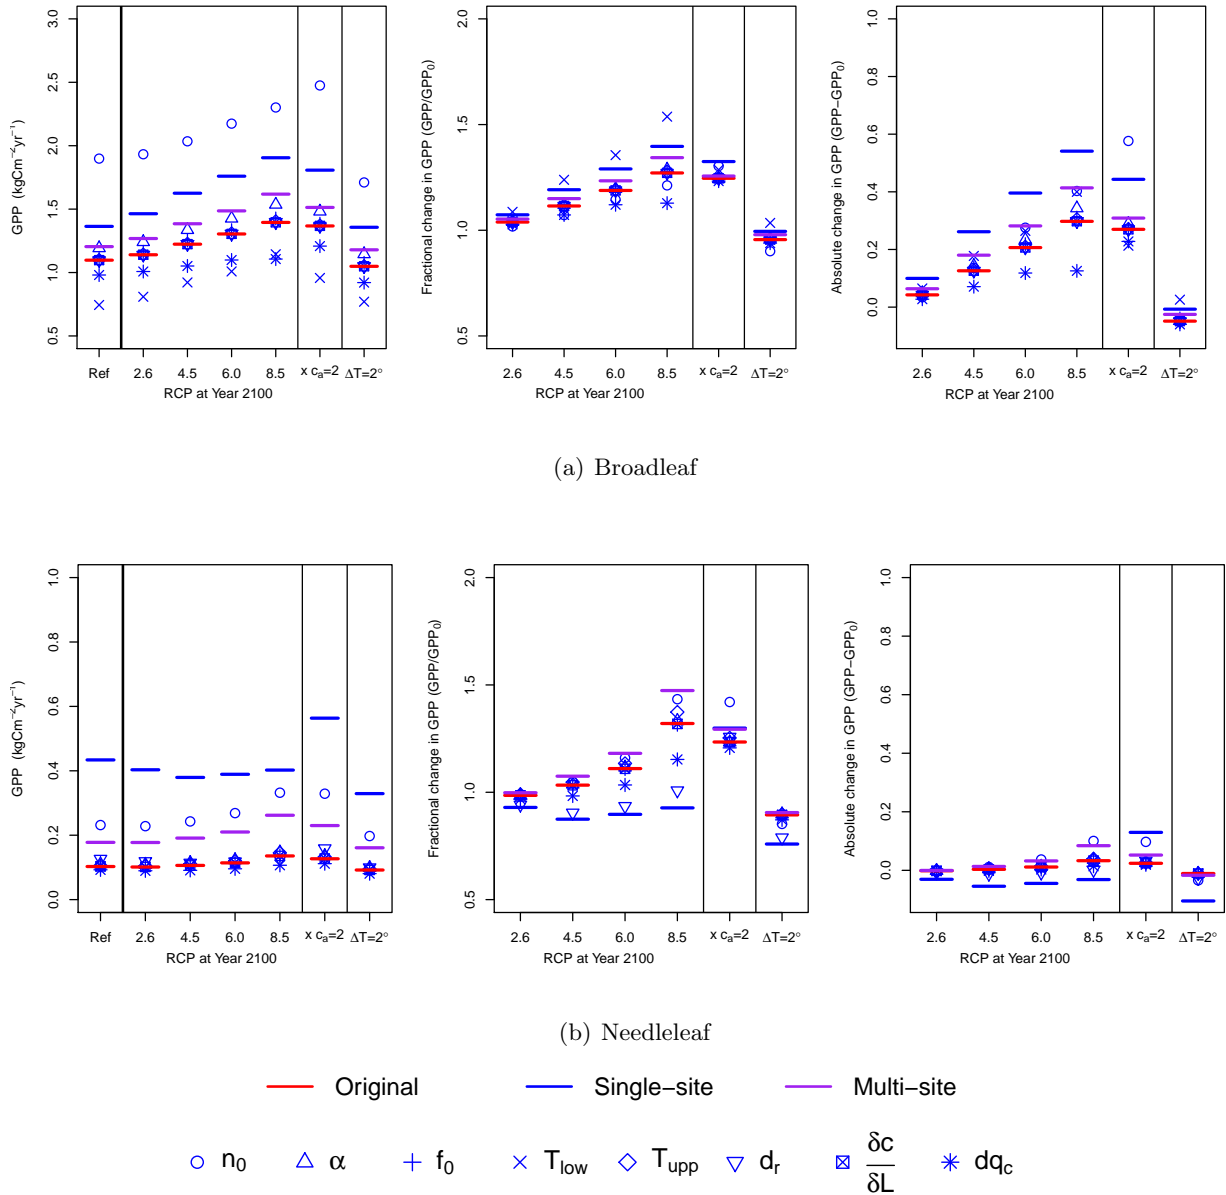 GPP (kgCm⁻²yr⁻¹)
3.0
2.5
2.0
1.5
1.0
0.5
Ref 2.6 4.5 6.0 8.5 x cₐ=2 ΔT=2°
RCP at Year 2100
Fractional change in GPP (GPP/GPP₀)
2.0
1.5
1.0
0.5
2.6 4.5 6.0 8.5 x cₐ=2 ΔT=2°
RCP at Year 2100
Absolute change in GPP (GPP−GPP₀)
1.0
0.8
0.6
0.4
0.2
0.0
2.6 4.5 6.0 8.5 x cₐ=2 ΔT=2°
RCP at Year 2100
(a) Broadleaf
GPP (kgCm⁻²yr⁻¹)
1.0
0.8
0.6
0.4
0.2
0.0
Ref 2.6 4.5 6.0 8.5 x cₐ=2 ΔT=2°
RCP at Year 2100
Fractional change in GPP (GPP/GPP₀)
2.0
1.5
1.0
0.5
2.6 4.5 6.0 8.5 x cₐ=2 ΔT=2°
RCP at Year 2100
Absolute change in GPP (GPP−GPP₀)
1.0
0.8
0.6
0.4
0.2
0.0
2.6 4.5 6.0 8.5 x cₐ=2 ΔT=2°
RCP at Year 2100
(b) Needleleaf
Original Single−site Multi−site
n₀ α f₀ T_low T_upp d_r δc/δL dq_c